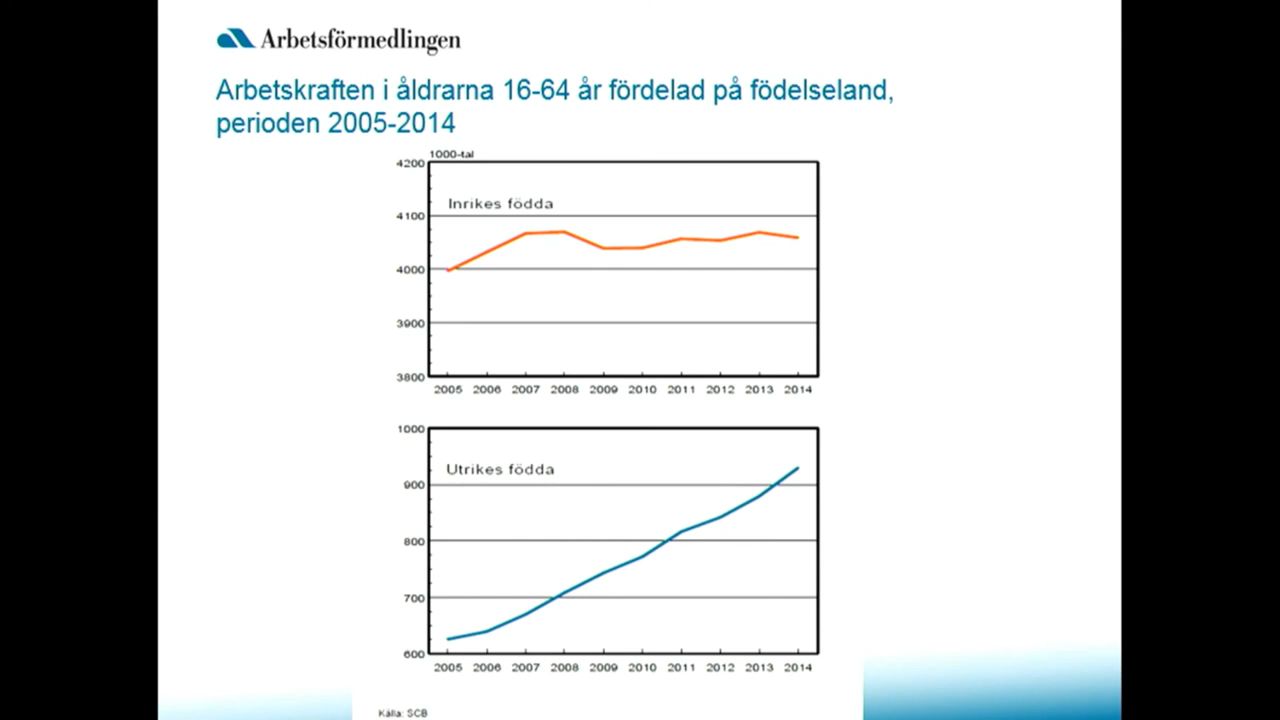 Arbetsförmedlingen
Arbetskraften i åldrarna 16-64 år fördelad på födelseland,
perioden 2005-2014
1000-tal
4200
Inrikes födda
4100
4000
3900
3800
2005 2006 2007 2008 2009 2010 2011 2012 2013 2014
1000
Utrikes födda
900
800
700
600
2005 2006 2007 2008 2009 2010 2011 2012 2013 2014
Källa: SCB